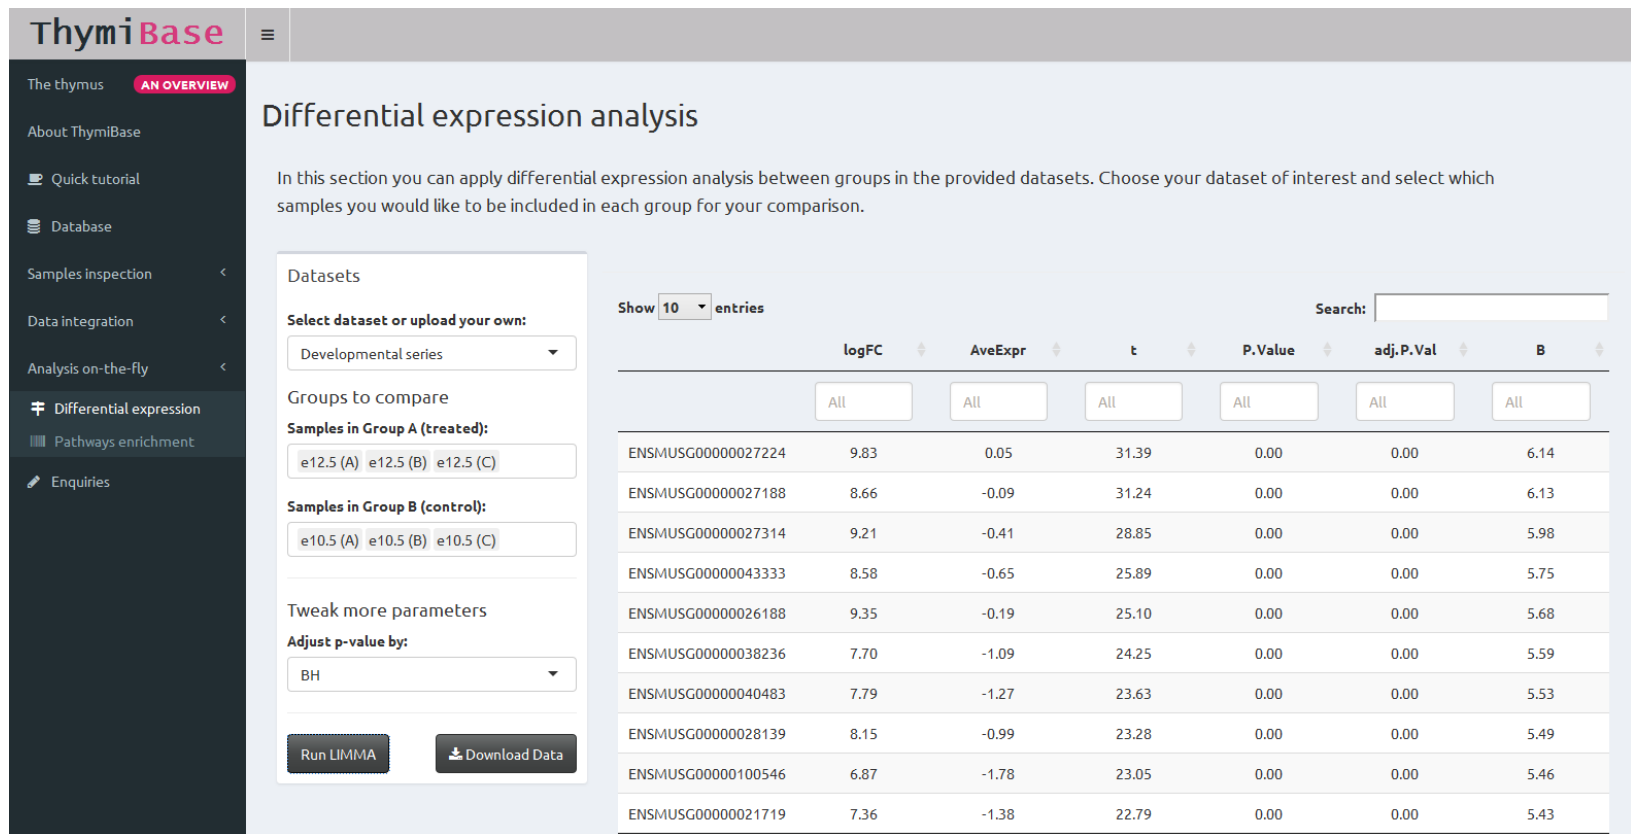 ThymiBase
The thymus AN OVERVIEW
About ThymiBase
Quick tutorial
Database
Samples inspection
Data integration
Analysis on-the-fly
Differential expression
Pathways enrichment
Enquiries
Differential expression analysis
In this section you can apply differential expression analysis between groups in the provided datasets. Choose your dataset of interest and select which
samples you would like to be included in each group for your comparison.
Datasets
Select dataset or upload your own:
Developmental series
Groups to compare
Samples in Group A (treated):
e12.5 (A) e12.5 (B) e12.5 (C)
Samples in Group B (control):
e10.5 (A) e10.5 (B) e10.5 (C)
Tweak more parameters
Adjust p-value by:
BH
Run LIMMA Download Data
Show 10 entries Search:
logFC AveExpr t P.Value adj.P.Val B
All All All All All All
ENSMUSG00000027224 9.83 0.05 31.39 0.00 0.00 6.14
ENSMUSG00000027188 8.66 -0.09 31.24 0.00 0.00 6.13
ENSMUSG00000027314 9.21 -0.41 28.85 0.00 0.00 5.98
ENSMUSG00000043333 8.58 -0.65 25.89 0.00 0.00 5.75
ENSMUSG00000026188 9.35 -0.19 25.10 0.00 0.00 5.68
ENSMUSG00000038236 7.70 -1.09 24.25 0.00 0.00 5.59
ENSMUSG00000040483 7.79 -1.27 23.63 0.00 0.00 5.53
ENSMUSG00000028139 8.15 -0.99 23.28 0.00 0.00 5.49
ENSMUSG00000100546 6.87 -1.78 23.05 0.00 0.00 5.46
ENSMUSG00000021719 7.36 -1.38 22.79 0.00 0.00 5.43